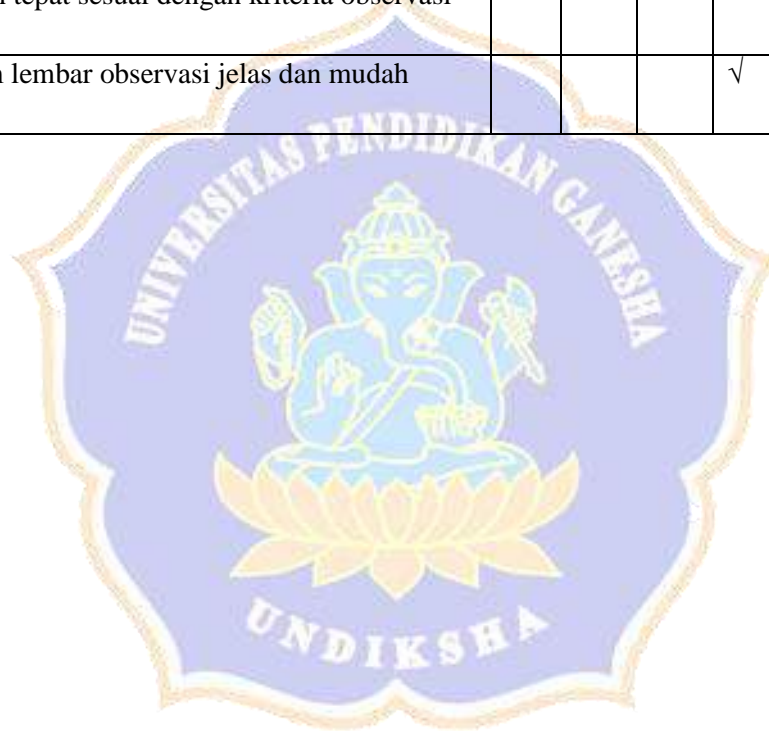 tepat sesuai dengan kriteria observasi
lembar observasi jelas dan mudah √
UNIVERSITAS PENDIDIKAN GANESHA
UNDIKSHA